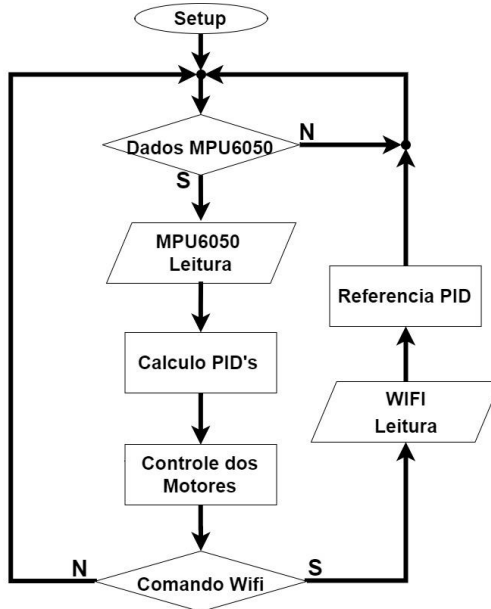 Setup
N
Dados MPU6050
S
MPU6050
Leitura
Referencia PID
Calculo PID's
WIFI
Leitura
Controle dos
Motores
N
S
Comando Wifi